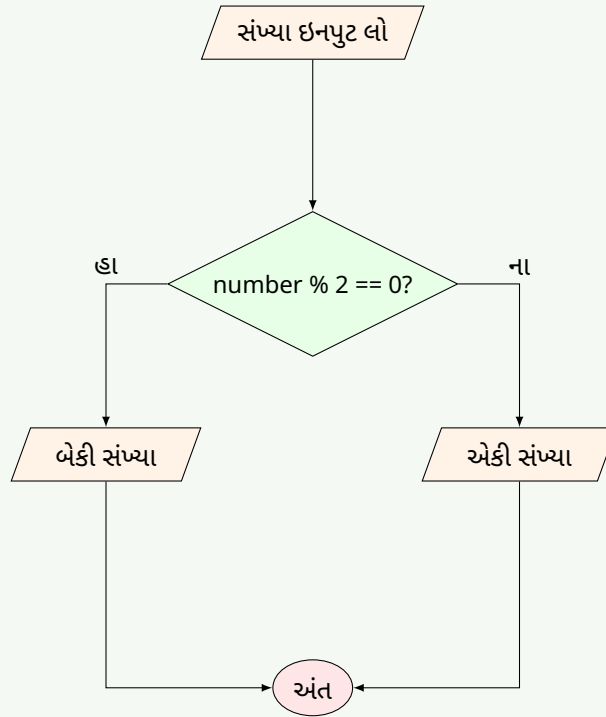 સંખ્યા ઇનપુટ લો
number % 2 == 0?
હા
ના
બેકી સંખ્યા
એકી સંખ્યા
અંત